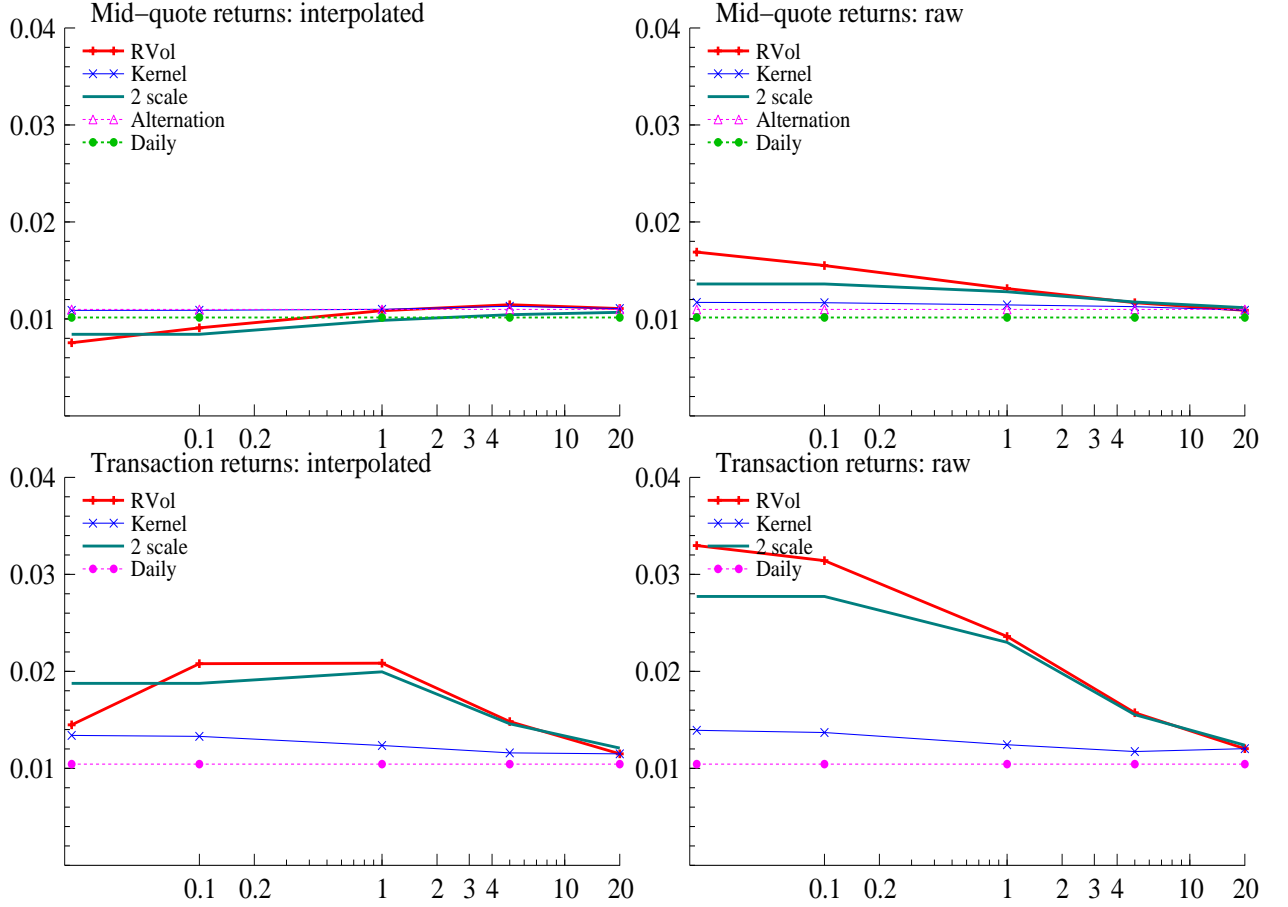 Mid-quote returns: interpolated
0.04
0.03
0.02
0.01
RVol
Kernel
2 scale
Alternation
Daily
0.1 0.2 1 2 3 4 10 20
Mid-quote returns: raw
0.04
0.03
0.02
0.01
RVol
Kernel
2 scale
Alternation
Daily
0.1 0.2 1 2 3 4 10 20
Transaction returns: interpolated
0.04
0.03
0.02
0.01
RVol
Kernel
2 scale
Daily
0.1 0.2 1 2 3 4 10 20
Transaction returns: raw
0.04
0.03
0.02
0.01
RVol
Kernel
2 scale
Daily
0.1 0.2 1 2 3 4 10 20